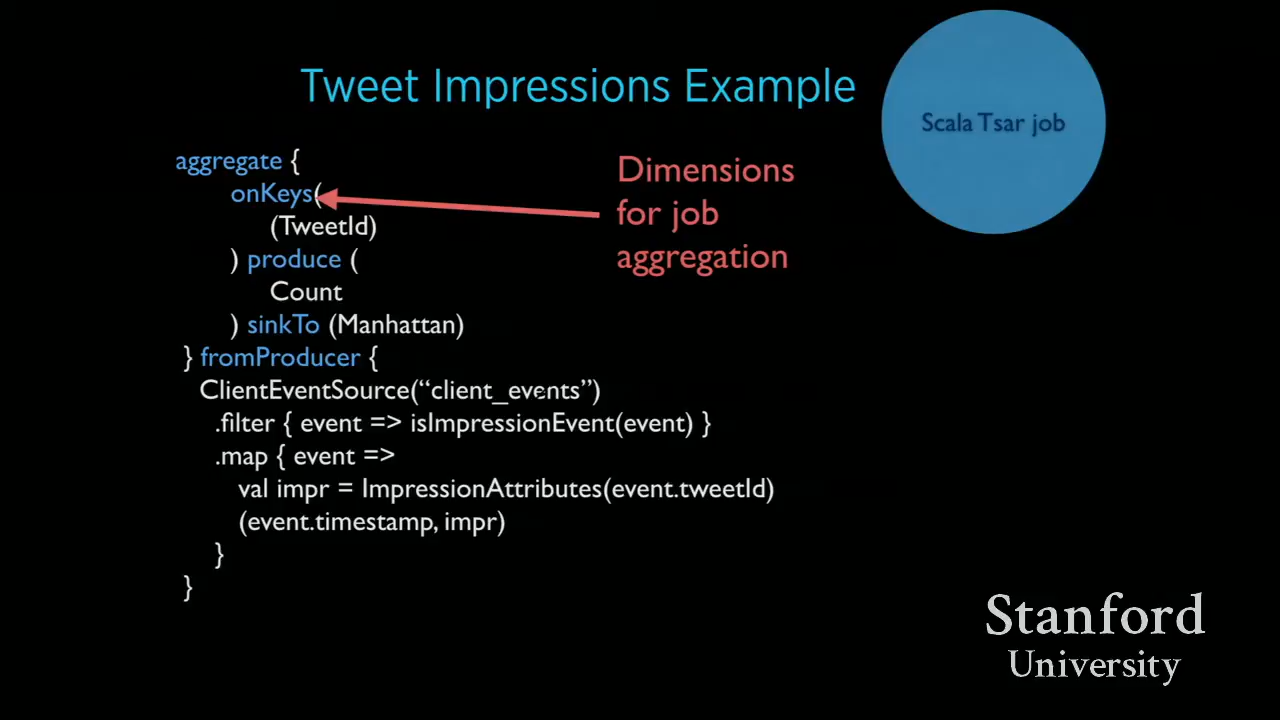 Tweet Impressions Example
Scala Tsar job
aggregate {
onKeys(
(TweetId)
) produce (
Count
) sinkTo (Manhattan)
} fromProducer {
ClientEventSource(“client_events”)
.filter { event => isImpressionEvent(event) }
.map { event =>
val impr = ImpressionAttributes(event.tweetId)
(event.timestamp, impr)
}
}
Dimensions
for job
aggregation
Stanford
University